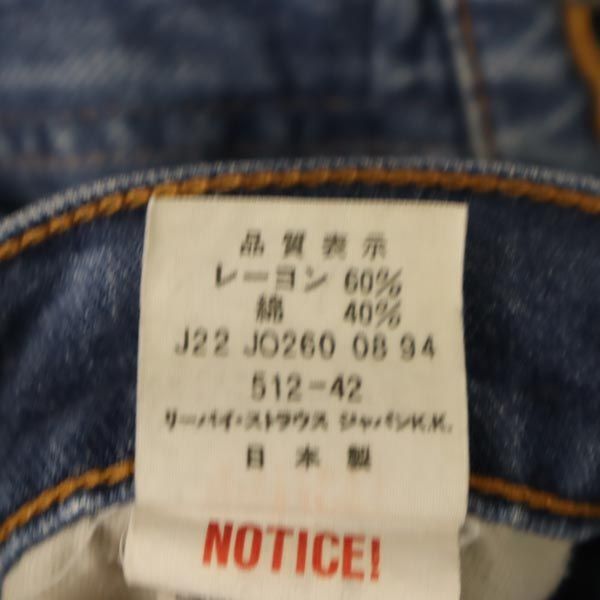 品質表示
レーヨン 60%
綿 40%
J22 JO260 08 94
512-42
リーバイ・ストラウス ジャパンK.K.
日本製
NOTICE!